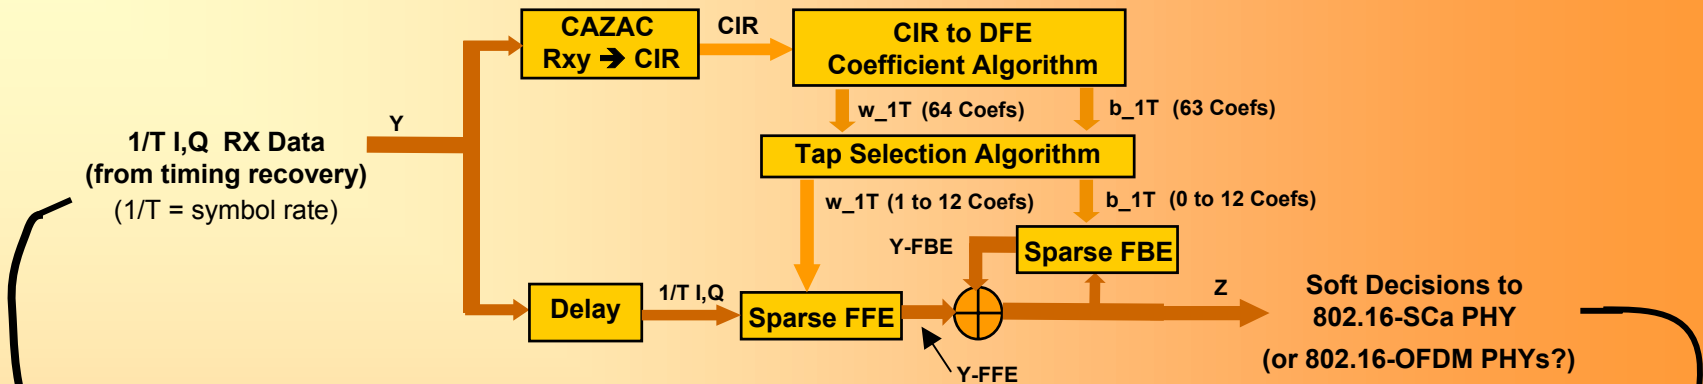 CAZAC
Rxy ➔ CIR
CIR
CIR to DFE
Coefficient Algorithm
w_1T (64 Coefs)
b_1T (63 Coefs)
Y
1/T I,Q RX Data
(from timing recovery)
(1/T = symbol rate)
Tap Selection Algorithm
w_1T (1 to 12 Coefs)
b_1T (0 to 12 Coefs)
Y-FBE
Sparse FBE
Delay
1/T I,Q
Sparse FFE
Y-FFE
Z
Soft Decisions to
802.16-SCa PHY
(or 802.16-OFDM PHYs?)